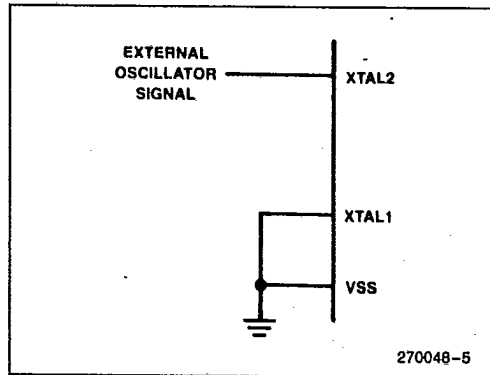 EXTERNAL
OSCILLATOR
SIGNAL
XTAL2
XTAL1
VSS
270048-5